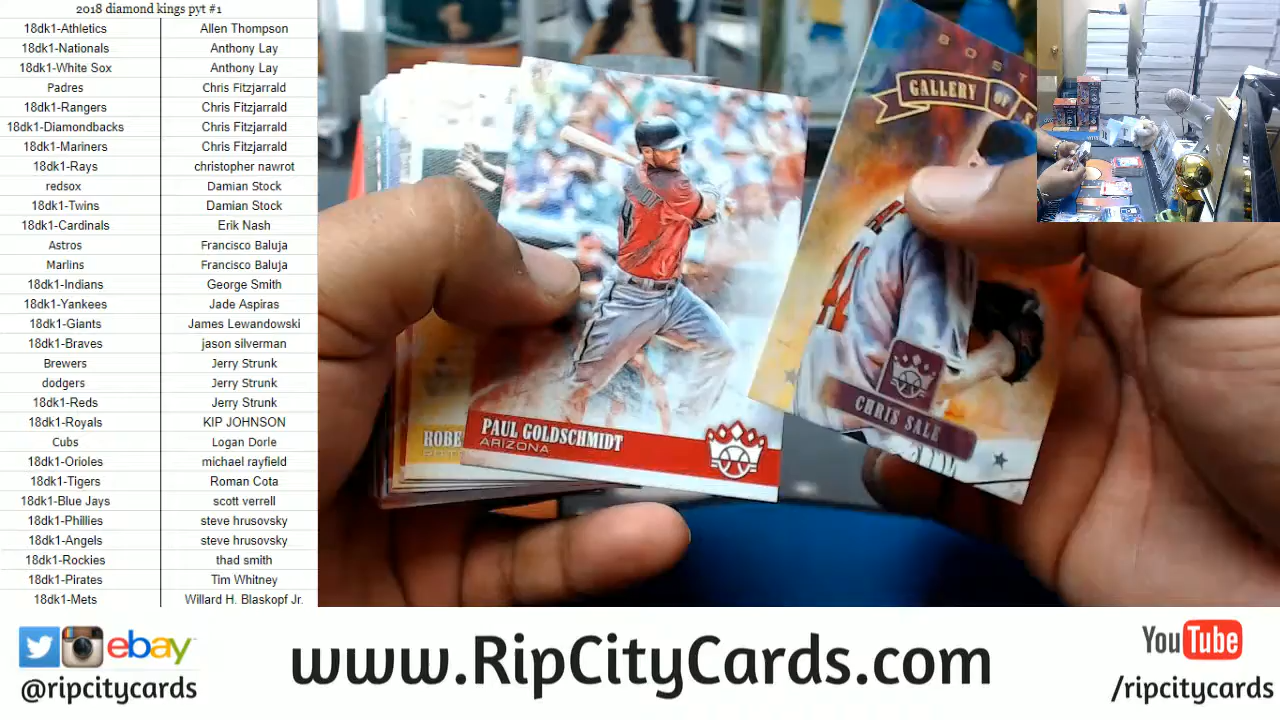 2018 diamond kings pyt #1
18dk1-Athletics Allen Thompson
18dk1-Nationals Anthony Lay
18dk1-White Sox Anthony Lay
Padres Chris Fitzjarrald
18dk1-Rangers Chris Fitzjarrald
18dk1-Diamondbacks Chris Fitzjarrald
18dk1-Mariners Chris Fitzjarrald
18dk1-Rays christopher nawrot
redsox Damian Stock
18dk1-Twins Damian Stock
18dk1-Cardinals Erik Nash
Astros Francisco Baluja
Marlins Francisco Baluja
18dk1-Indians George Smith
18dk1-Yankees Jade Aspiras
18dk1-Giants James Lewandowski
18dk1-Braves jason silverman
Brewers Jerry Strunk
dodgers Jerry Strunk
18dk1-Reds Jerry Strunk
18dk1-Royals KIP JOHNSON
Cubs Logan Dorle
18dk1-Orioles michael rayfield
18dk1-Tigers Roman Cota
18dk1-Blue Jays scott verrell
18dk1-Phillies steve hrusovsky
18dk1-Angels steve hrusovsky
18dk1-Rockies thad smith
18dk1-Pirates Tim Whitney
18dk1-Mets Willard H. Blaskopf Jr.
BOST
GALLERY OF
41
CHRIS SALE
PAUL GOLDSCHMIDT
ARIZONA
ROBE
ebay
@ripcitycards
www.RipCityCards.com
YouTube
/ripcitycards